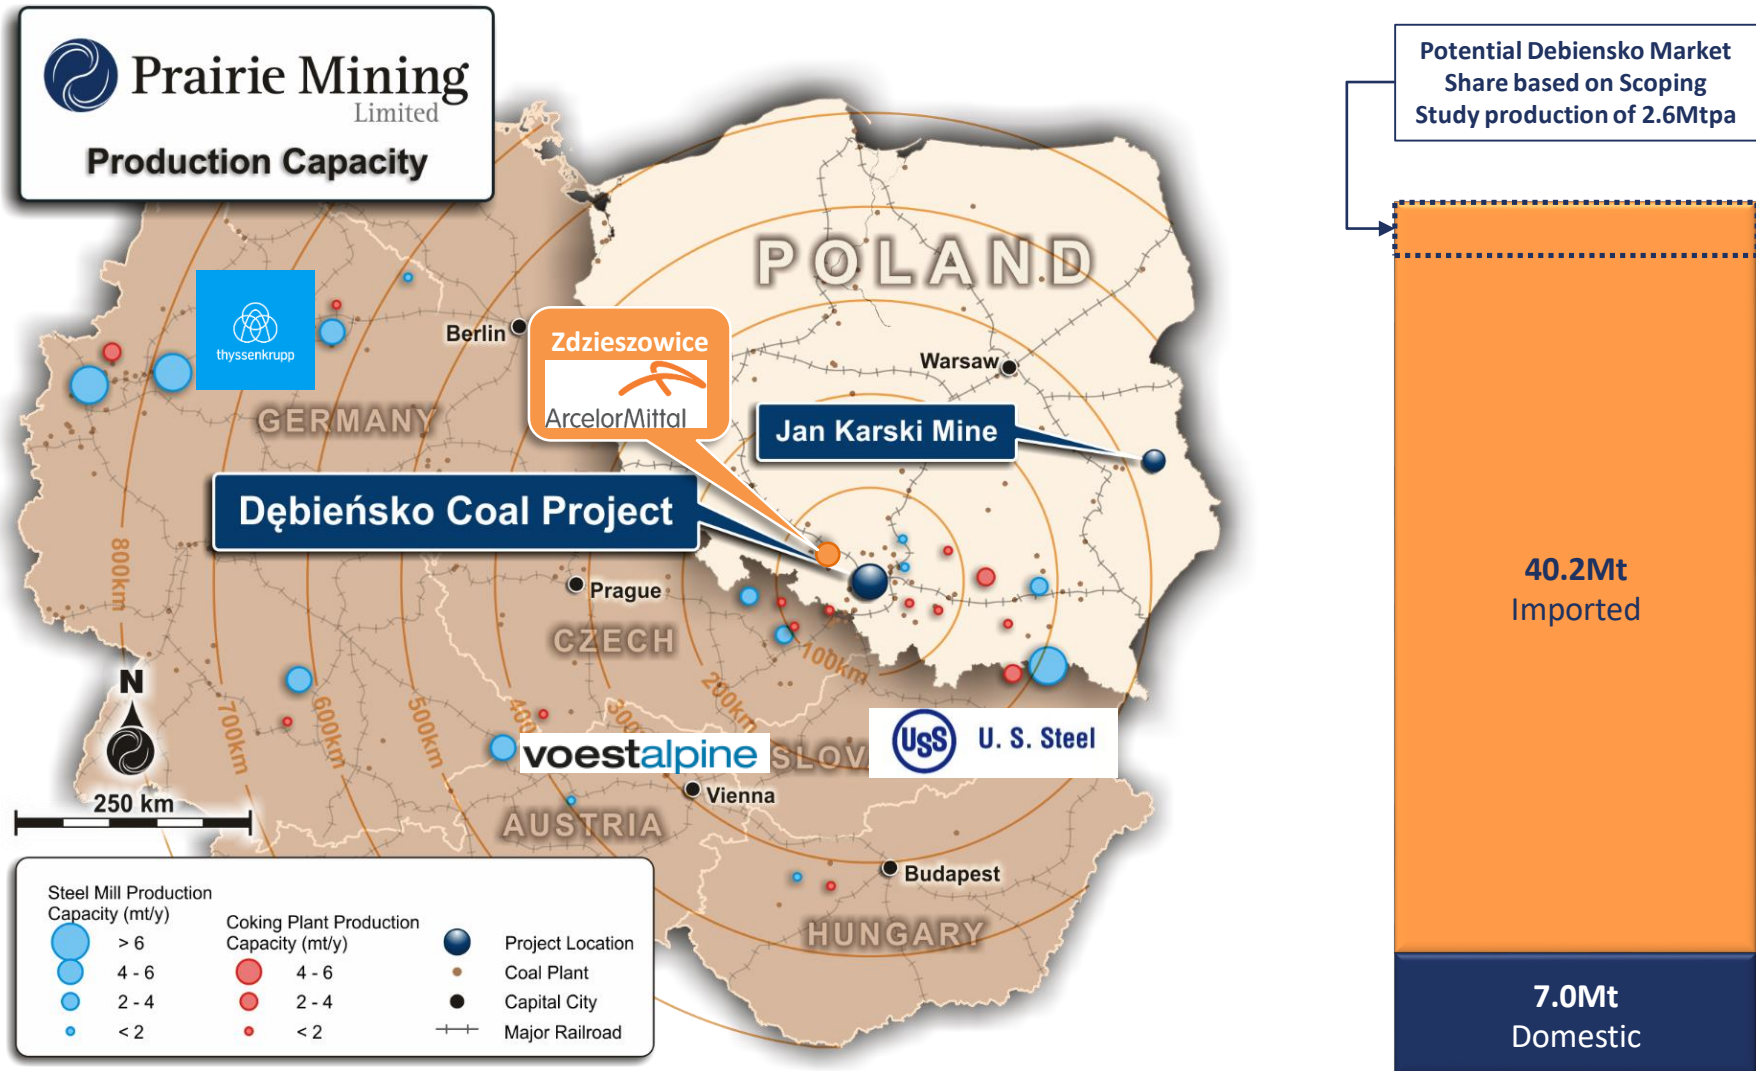 Prairie Mining
Limited
Production Capacity
Potential Debiensko Market
Share based on Scoping
Study production of 2.6Mtpa
POLAND
thyssenkrupp
Berlin
Zdzieszowice
ArcelorMittal
Warsaw
GERMANY
Jan Karski Mine
Dębieńsko Coal Project
800km
Prague
CZECH
100km
200km
300km
400
500km
600km
700km
N
voestalpine
SLOV
USS U. S. Steel
250 km
Vienna
AUSTRIA
Budapest
HUNGARY
Steel Mill Production
Capacity (mt/y)
> 6
4 - 6
2 - 4
< 2
Coking Plant Production
Capacity (mt/y)
4 - 6
2 - 4
< 2
Project Location
Coal Plant
Capital City
Major Railroad
40.2Mt
Imported
7.0Mt
Domestic